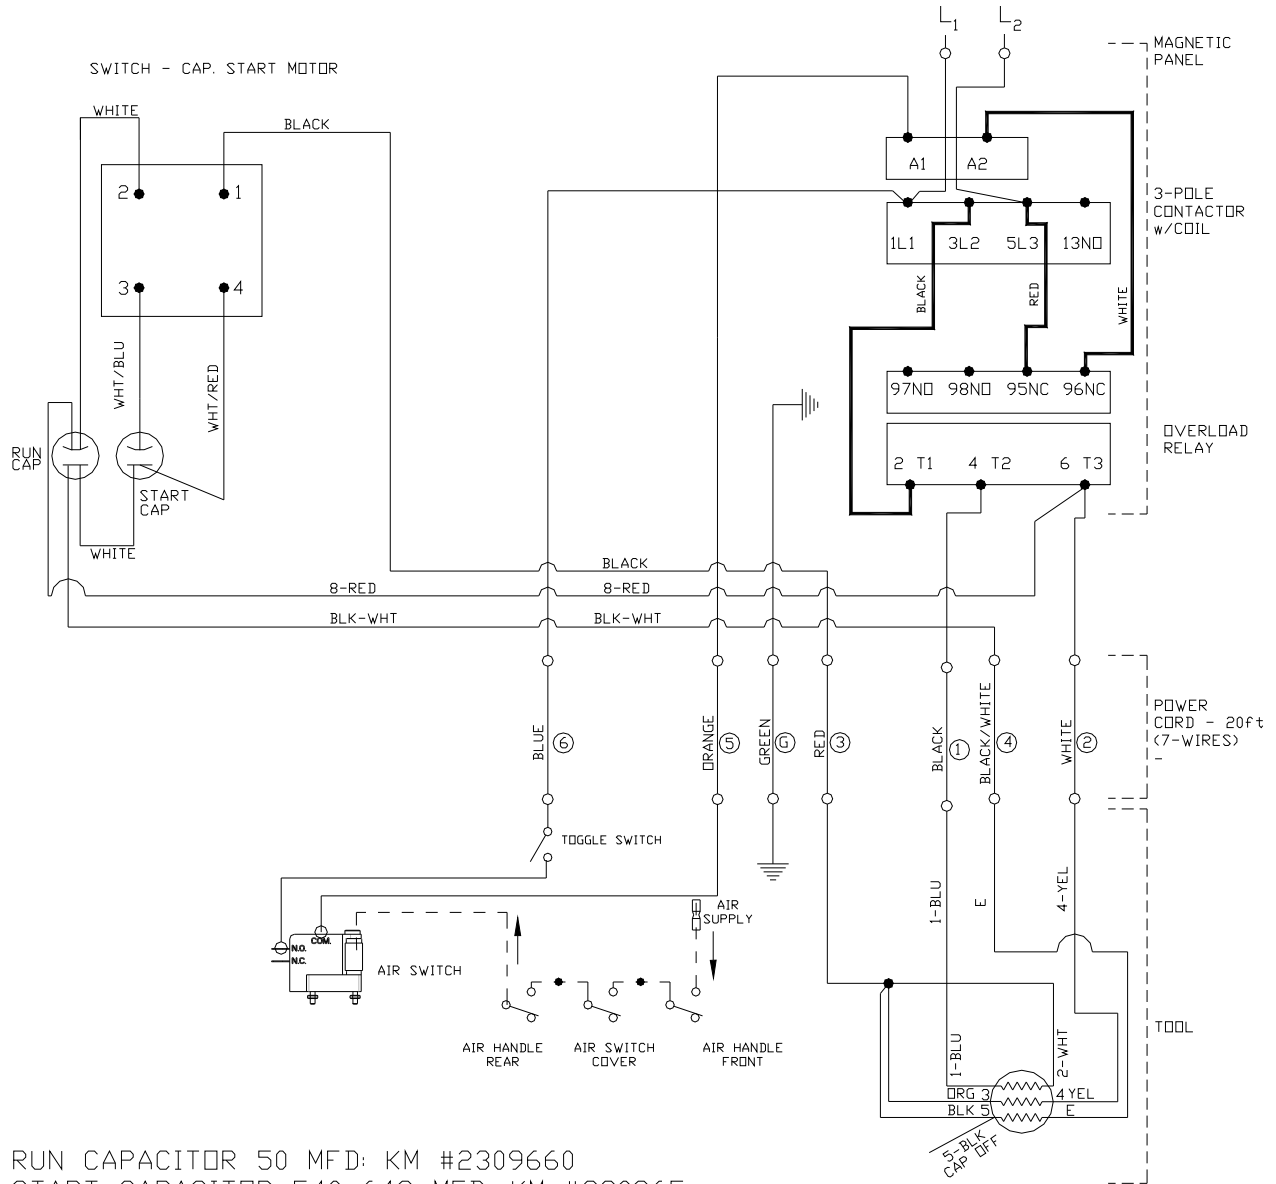 L1
L2
MAGNETIC
PANEL
SWITCH - CAP. START MOTOR
WHITE
BLACK
A1 A2
2 1
3-POLE
CONTACTOR
w/COIL
1L1 3L2 5L3 13NO
3 4
BLACK
RED
WHITE
WHT/BLU
WHT/RED
97NO 98NO 95NC 96NC
OVERLOAD
RELAY
RUN
CAP
2 T1 4 T2 6 T3
START
CAP
WHITE
BLACK
8-RED 8-RED
BLK-WHT BLK-WHT
BLUE 6
ORANGE 5
GREEN G
RED 3
BLACK 1
BLACK/WHITE 4
WHITE 2
POWER
CORD - 20ft
(7-WIRES)
-
TOGGLE SWITCH
1-BLU
E
4-YEL
AIR
SUPPLY
COM.
N.O.
N.C.
AIR SWITCH
AIR HANDLE
REAR
AIR SWITCH
COVER
AIR HANDLE
FRONT
TOOL
1-BLU
2-WHT
ORG 3 4 YEL
BLK 5 E
5-BLK
CAP OFF
RUN CAPACITOR 50 MFD: KM #2309660